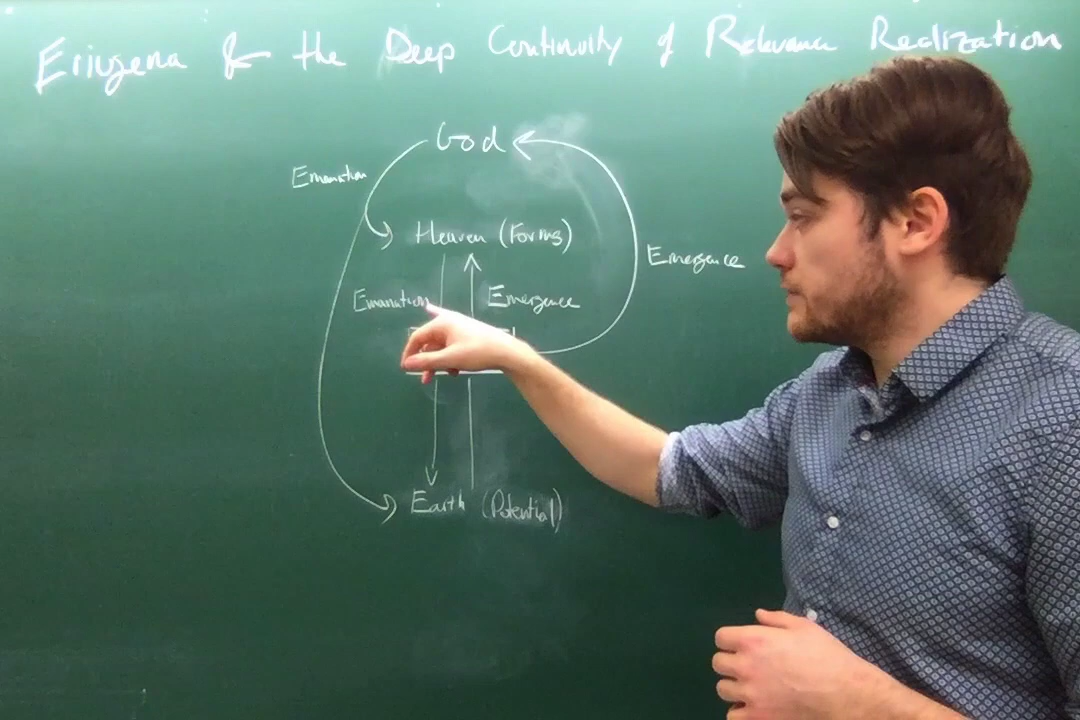 Eriugena & the Deep Continuity of Relevance Realization
God
Emanation
Heaven (Forms)
Emergence
Emanation Emergence
Earth (Potential)